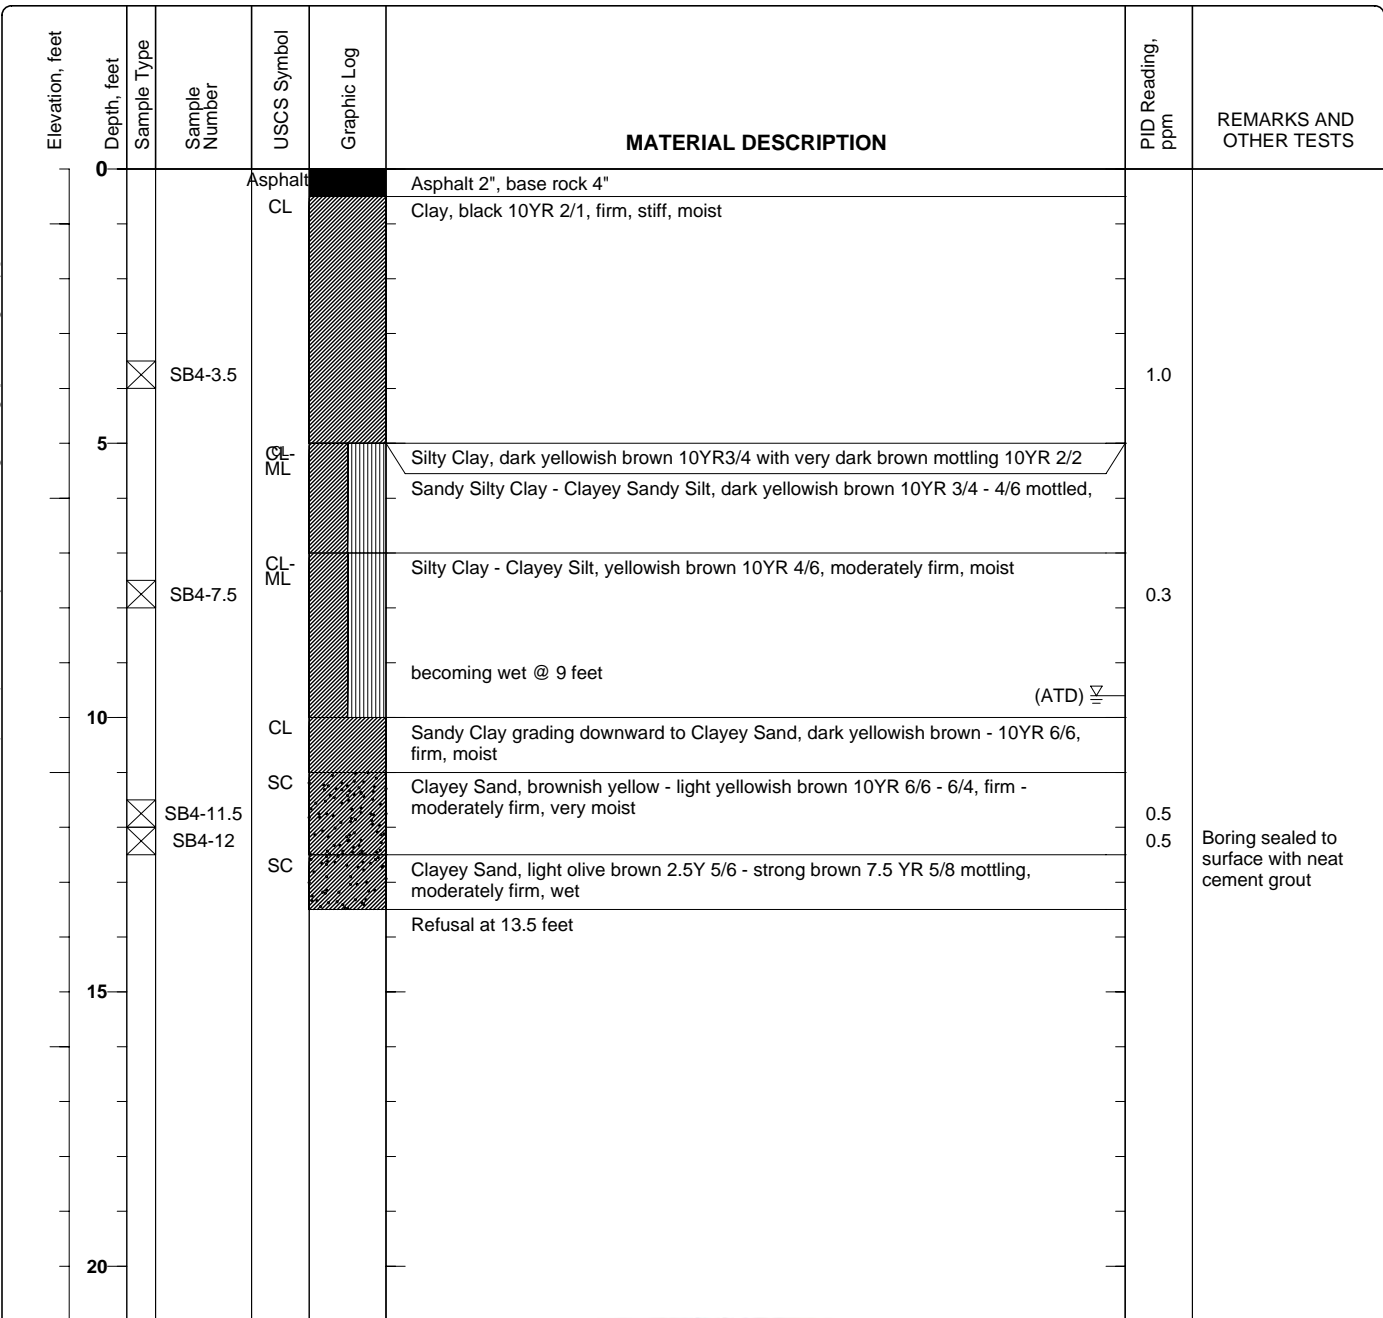 Elevation, feet
Depth, feet
Sample Type
Sample
Number
USCS Symbol
Graphic Log
MATERIAL DESCRIPTION
PID Reading,
ppm
REMARKS AND
OTHER TESTS
0
Asphalt
Asphalt 2", base rock 4"
CL
Clay, black 10YR 2/1, firm, stiff, moist
SB4-3.5
1.0
5
CL-
ML
Silty Clay, dark yellowish brown 10YR3/4 with very dark brown mottling 10YR 2/2
Sandy Silty Clay - Clayey Sandy Silt, dark yellowish brown 10YR 3/4 - 4/6 mottled,
CL-
ML
Silty Clay - Clayey Silt, yellowish brown 10YR 4/6, moderately firm, moist
SB4-7.5
0.3
becoming wet @ 9 feet
(ATD)
10
CL
Sandy Clay grading downward to Clayey Sand, dark yellowish brown - 10YR 6/6,
firm, moist
SC
Clayey Sand, brownish yellow - light yellowish brown 10YR 6/6 - 6/4, firm -
moderately firm, very moist
SB4-11.5
0.5
SB4-12
0.5
Boring sealed to
surface with neat
cement grout
SC
Clayey Sand, light olive brown 2.5Y 5/6 - strong brown 7.5 YR 5/8 mottling,
moderately firm, wet
Refusal at 13.5 feet
15
20